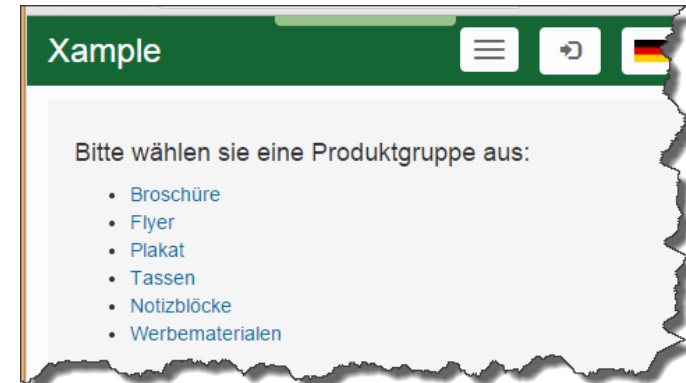 Xample
Bitte wählen sie eine Produktgruppe aus:
Broschüre
Flyer
Plakat
Tassen
Notizblöcke
Werbematerialen